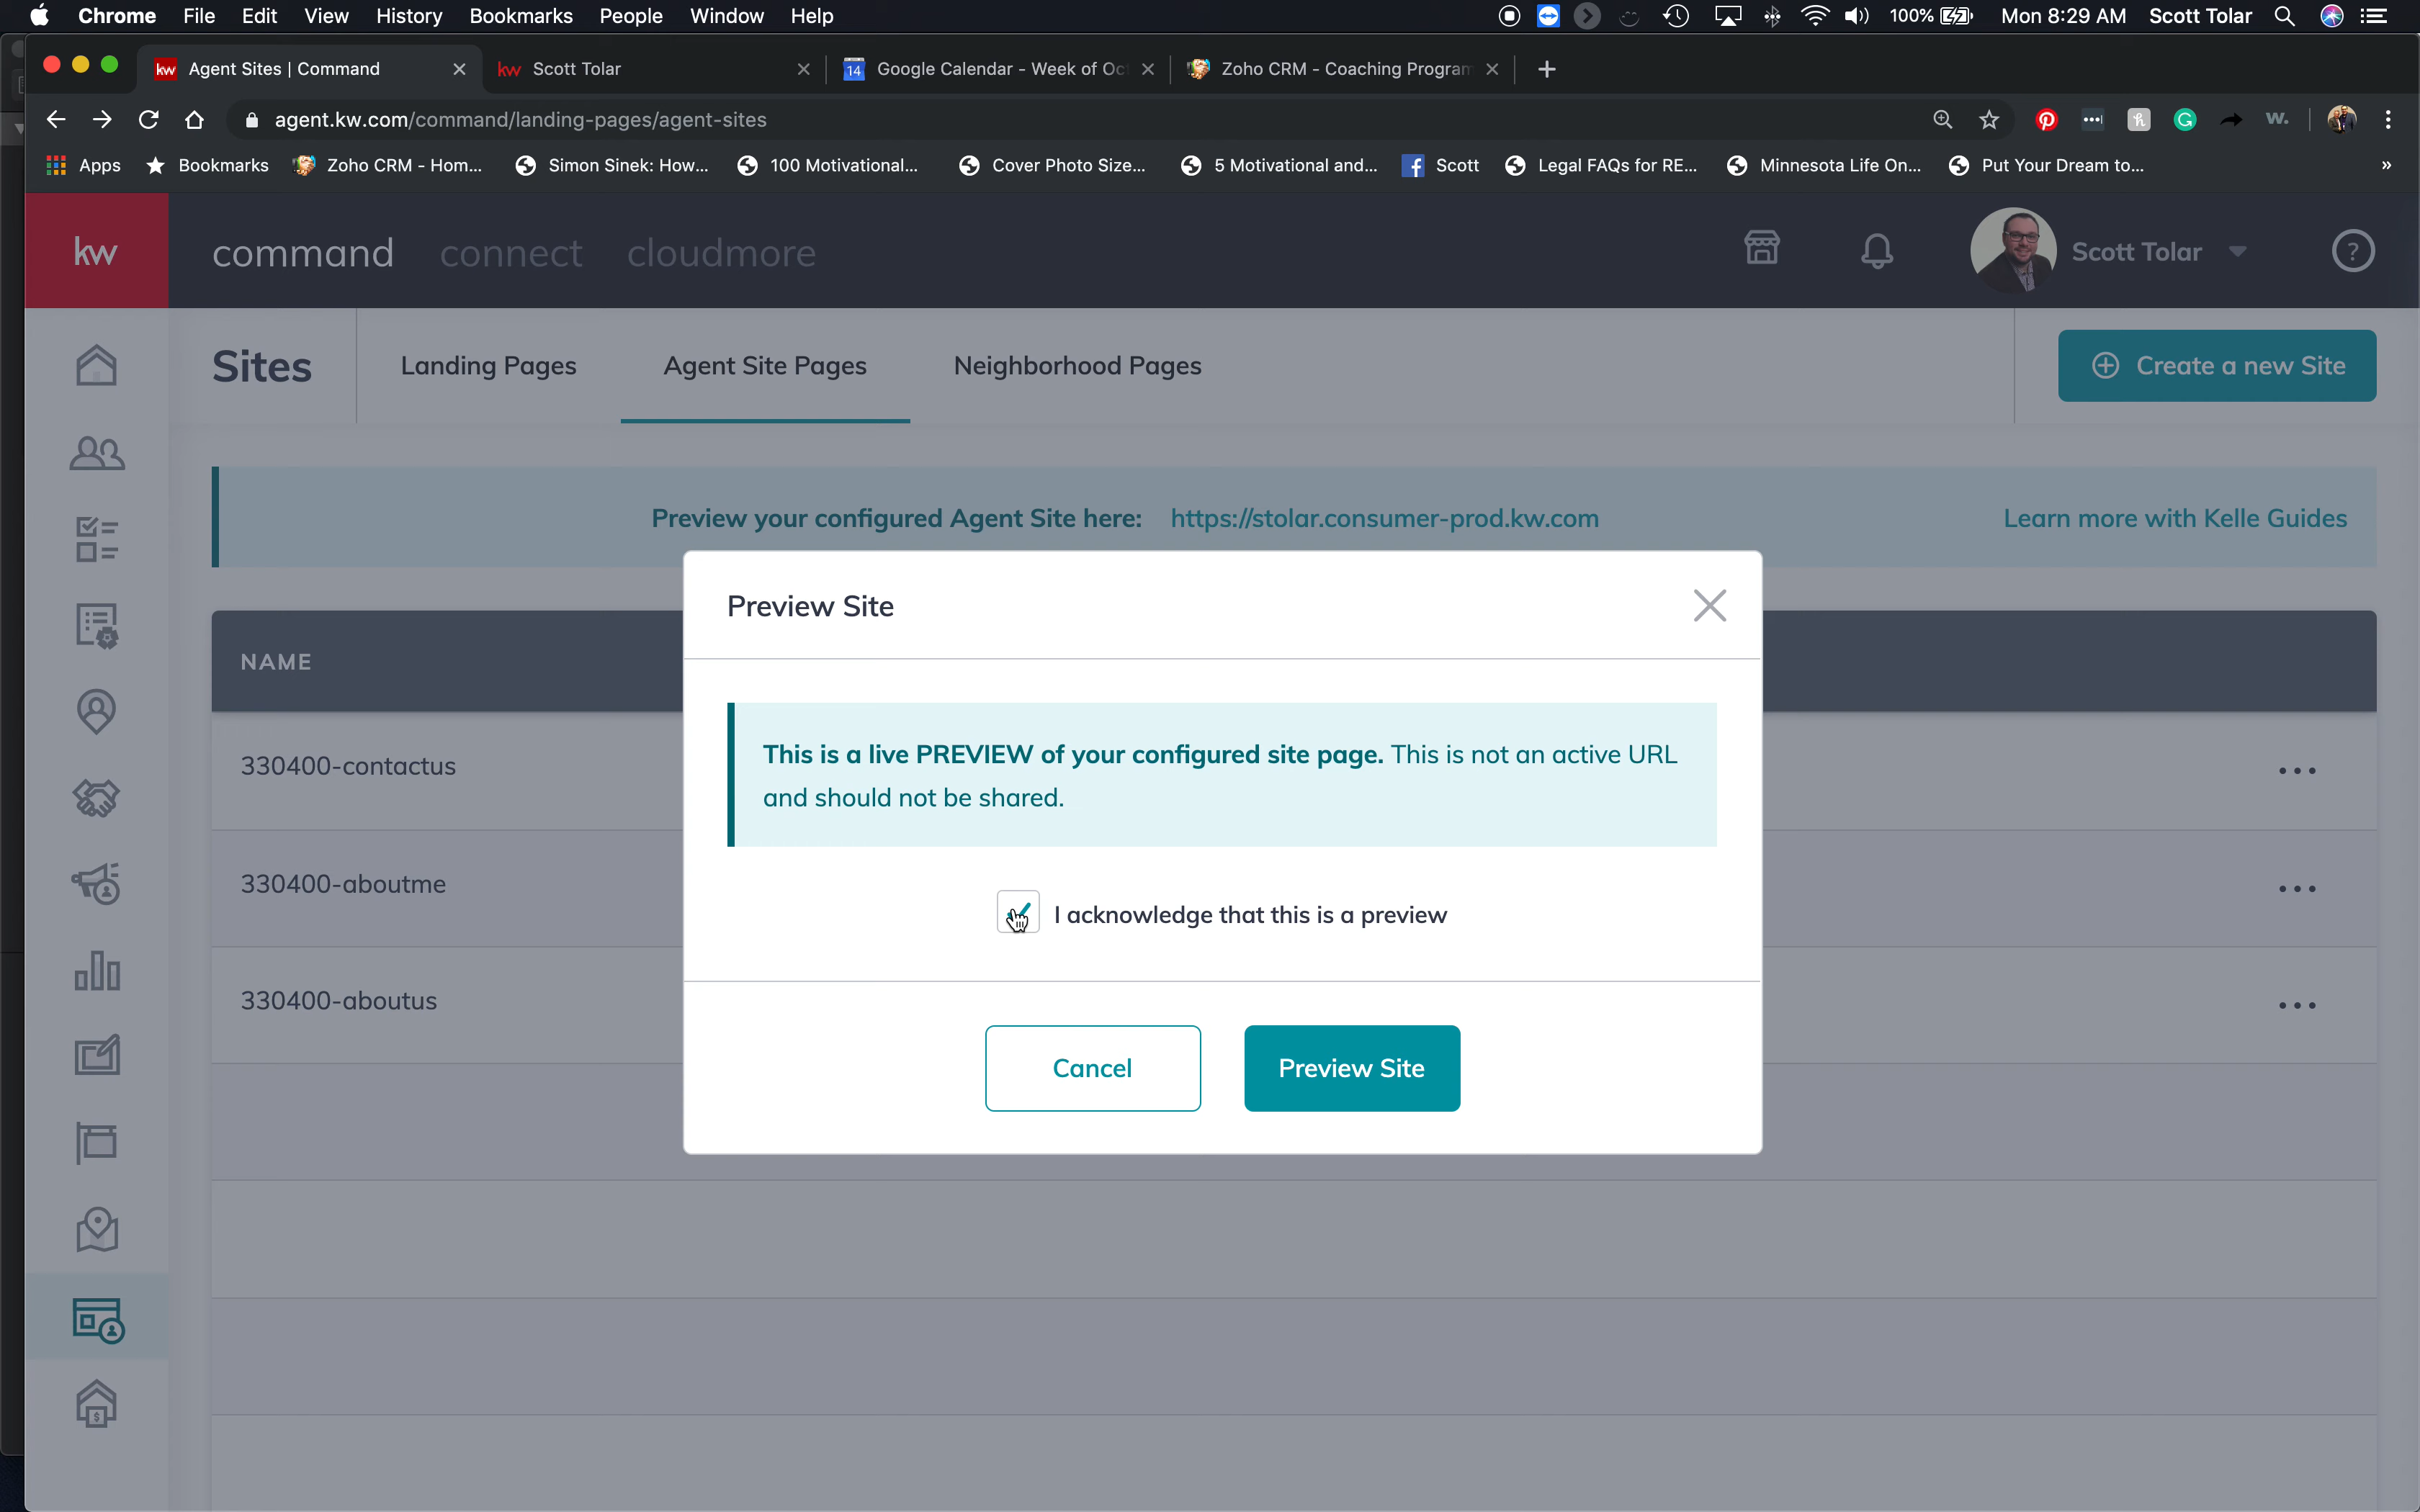 Chrome File Edit View History Bookmarks People Window Help 100% Mon 8:29 AM Scott Tolar
kw Agent Sites | Command kw Scott Tolar 14 Google Calendar - Week of Oc Zoho CRM - Coaching Program
agent.kw.com/command/landing-pages/agent-sites
Apps Bookmarks Zoho CRM - Hom... Simon Sinek: How... 100 Motivational... Cover Photo Size... 5 Motivational and... Scott Legal FAQs for RE... Minnesota Life On... Put Your Dream to... »
kw command connect cloudmore Scott Tolar ?
Sites Landing Pages Agent Site Pages Neighborhood Pages Create a new Site
Preview your configured Agent Site here: https://stolar.consumer-prod.kw.com Learn more with Kelle Guides
Preview Site
NAME
This is a live PREVIEW of your configured site page. This is not an active URL
and should not be shared.
330400-contactus
330400-aboutme
I acknowledge that this is a preview
330400-aboutus
Cancel Preview Site